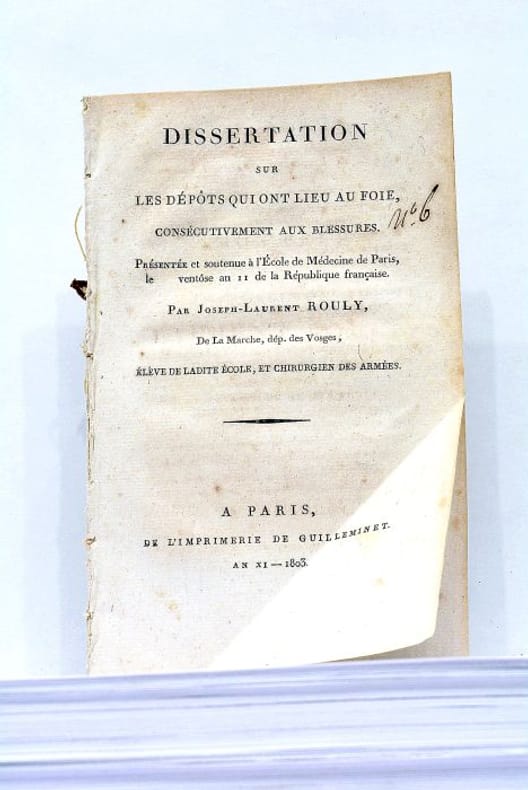 DISSERTATION
SUR
LES DÉPÔTS QUI ONT LIEU AU FOIE,
CONSÉCUTIVEMENT AUX BLESSURES.
N.º 6
PRÉSENTÉE et soutenue à l'École de Médecine de Paris,
le ventôse an 11 de la République française.
PAR JOSEPH-LAURENT ROULY,
De La Marche, dép. des Vosges,
ÉLÈVE DE LADITE ÉCOLE, ET CHIRURGIEN DES ARMÉES.
A PARIS,
DE L'IMPRIMERIE DE GUILLEMINET.
AN XI — 1803.